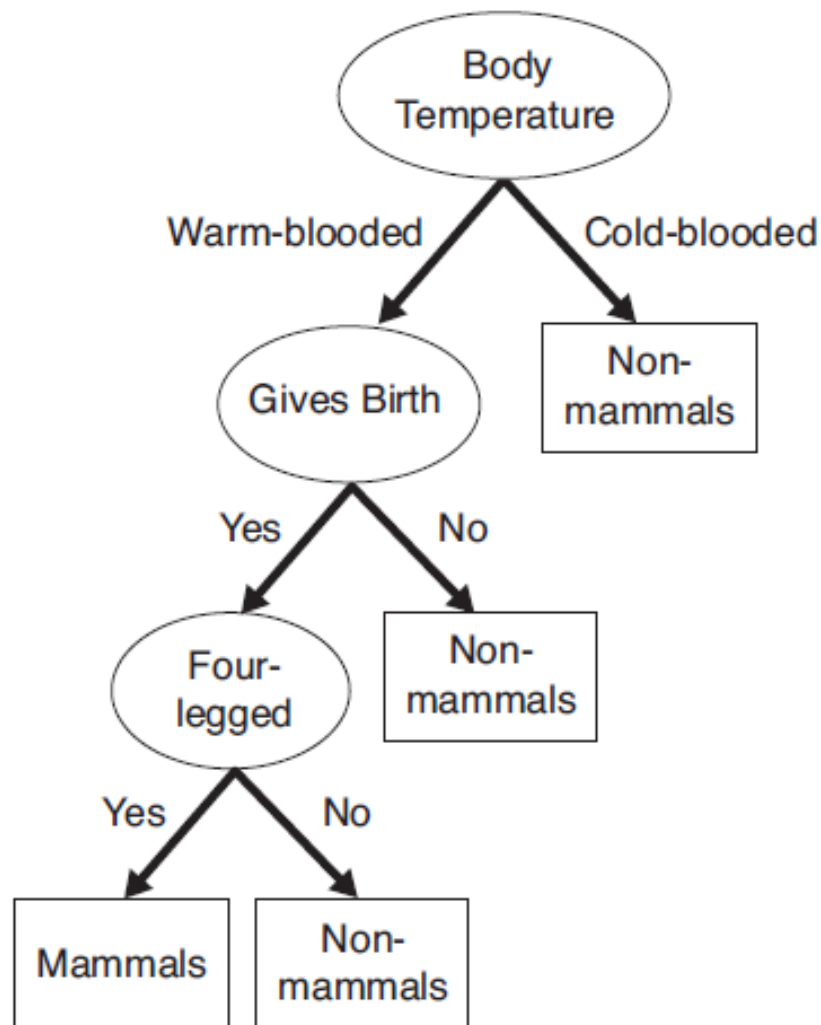 Body
Temperature
Warm-blooded
Cold-blooded
Gives Birth
Non-
mammals
Yes
No
Four-
legged
Non-
mammals
Yes
No
Mammals
Non-
mammals